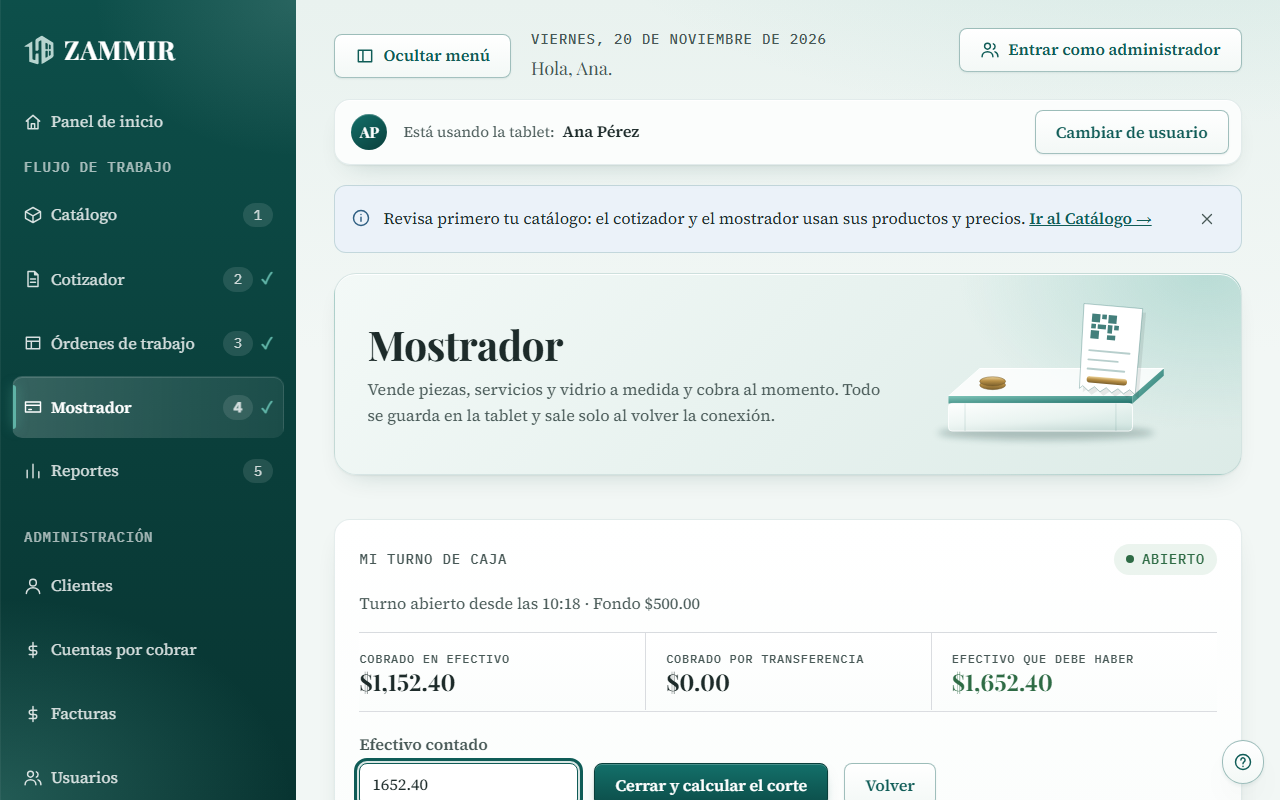 ZAMMIR
Panel de inicio
FLUJO DE TRABAJO
Catálogo 1
Cotizador 2
Órdenes de trabajo 3
Mostrador 4
Reportes 5
ADMINISTRACIÓN
Clientes
Cuentas por cobrar
Facturas
Usuarios
Ocultar menú
VIERNES, 20 DE NOVIEMBRE DE 2026
Hola, Ana.
Entrar como administrador
AP
Está usando la tablet: Ana Pérez
Cambiar de usuario
Revisa primero tu catálogo: el cotizador y el mostrador usan sus productos y precios. Ir al Catálogo →
Mostrador
Vende piezas, servicios y vidrio a medida y cobra al momento. Todo
se guarda en la tablet y sale solo al volver la conexión.
MI TURNO DE CAJA
ABIERTO
Turno abierto desde las 10:18 · Fondo $500.00
COBRADO EN EFECTIVO
$1,152.40
COBRADO POR TRANSFERENCIA
$0.00
EFECTIVO QUE DEBE HABER
$1,652.40
Efectivo contado
1652.40
Cerrar y calcular el corte
Volver